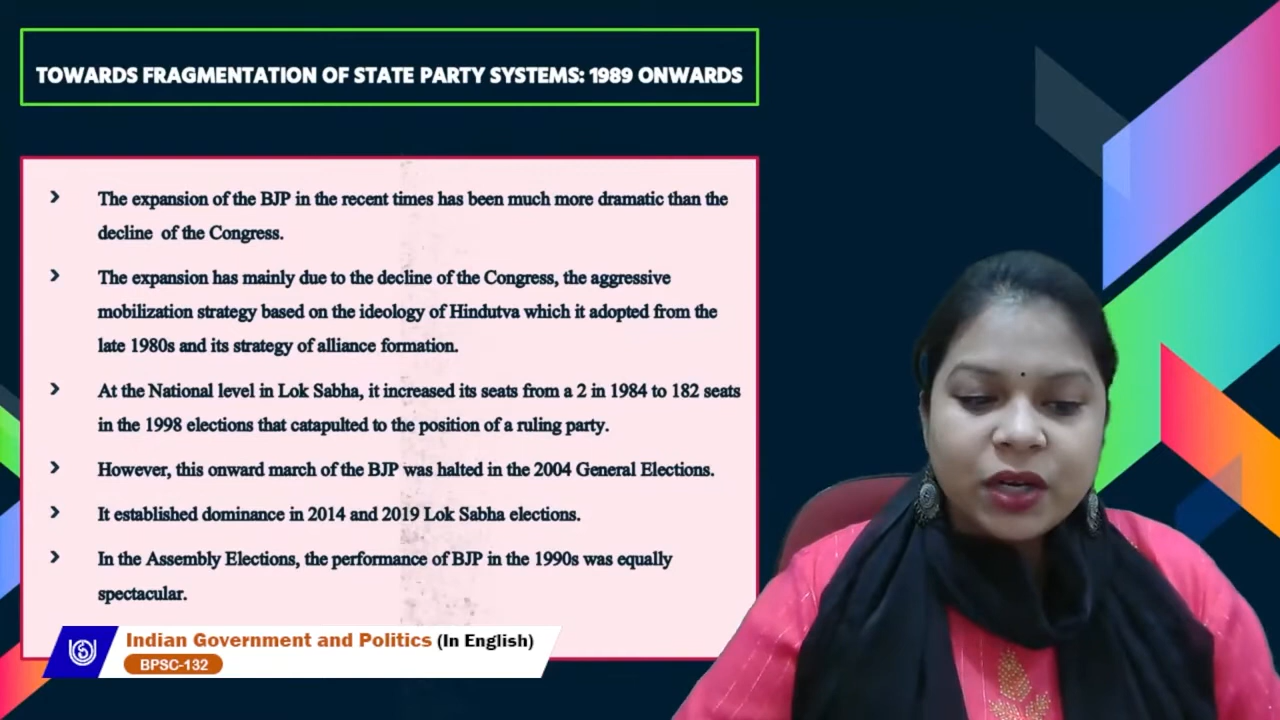 TOWARDS FRAGMENTATION OF STATE PARTY SYSTEMS: 1989 ONWARDS
The expansion of the BJP in the recent times has been much more dramatic than the
decline of the Congress.
The expansion has mainly due to the decline of the Congress, the aggressive
mobilization strategy based on the ideology of Hindutva which it adopted from the
late 1980s and its strategy of alliance formation.
At the National level in Lok Sabha, it increased its seats from a 2 in 1984 to 182 seats
in the 1998 elections that catapulted to the position of a ruling party.
However, this onward march of the BJP was halted in the 2004 General Elections.
It established dominance in 2014 and 2019 Lok Sabha elections.
In the Assembly Elections, the performance of BJP in the 1990s was equally
spectacular.
Indian Government and Politics (In English)
BPSC-132